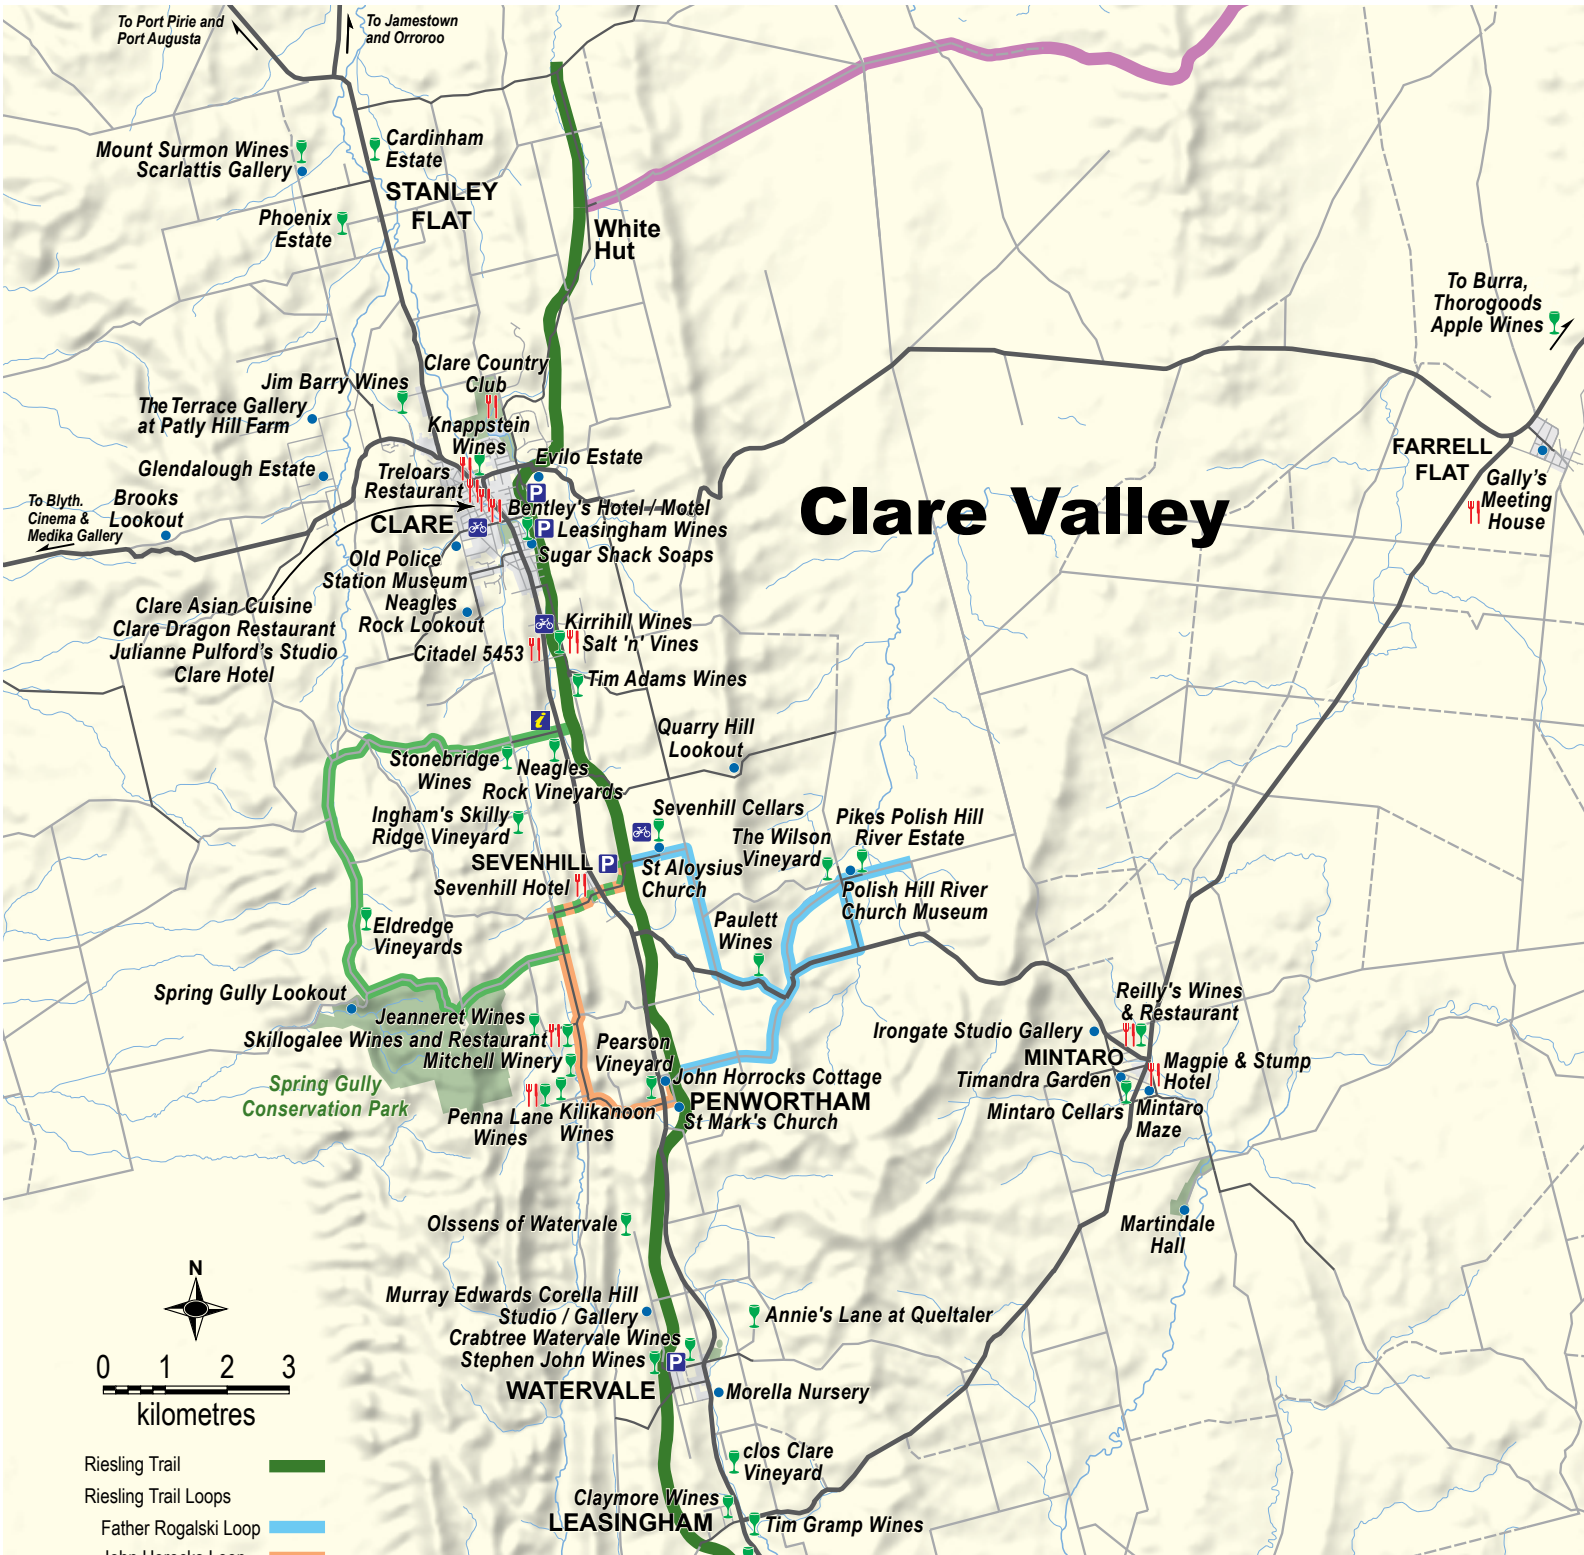 To Port Pirie and
Port Augusta
To Jamestown
and Orroroo
Mount Surmon Wines
Scarlattis Gallery
Cardinham
Estate
STANLEY
FLAT
Phoenix
Estate
White
Hut
To Burra,
Thorogoods
Apple Wines
Clare Country
Club
Jim Barry Wines
The Terrace Gallery
at Patly Hill Farm
Knappstein
Wines
Evilo Estate
Glendalough Estate
Treloars
Restaurant
FARRELL
FLAT
Gally's
Meeting
House
To Blyth.
Cinema &
Medika Gallery
Brooks
Lookout
CLARE
P
Bentley's Hotel / Motel
P
Leasingham Wines
Sugar Shack Soaps
Clare Valley
Old Police
Station Museum
Neagles
Rock Lookout
Clare Asian Cuisine
Clare Dragon Restaurant
Julianne Pulford's Studio
Clare Hotel
Kirrihill Wines
Salt 'n' Vines
Citadel 5453
Tim Adams Wines
i
Quarry Hill
Lookout
Stonebridge
Wines
Neagles
Rock Vineyards
Ingham's Skilly
Ridge Vineyard
Sevenhill Cellars
The Wilson
Vineyard
Pikes Polish Hill
River Estate
SEVENHILL
P
Sevenhill Hotel
St Aloysius
Church
Polish Hill River
Church Museum
Paulett
Wines
Eldredge
Vineyards
Spring Gully Lookout
Jeanneret Wines
Skillogalee Wines and Restaurant
Mitchell Winery
Pearson
Vineyard
Reilly's Wines
& Restaurant
Irongate Studio Gallery
MINTARO
Magpie & Stump
Hotel
Timandra Garden
Mintaro Cellars
Mintaro
Maze
Spring Gully
Conservation Park
John Horrocks Cottage
PENWORTHAM
St Mark's Church
Penna Lane
Wines
Kilikanoon
Wines
Martindale
Hall
Olssens of Watervale
Murray Edwards Corella Hill
Studio / Gallery
Annie's Lane at Queltaler
Crabtree Watervale Wines
Stephen John Wines
P
WATERVALE
Morella Nursery
N
0 1 2 3
kilometres
clos Clare
Vineyard
Claymore Wines
LEASINGHAM
Tim Gramp Wines
Riesling Trail
Riesling Trail Loops
Father Rogalski Loop